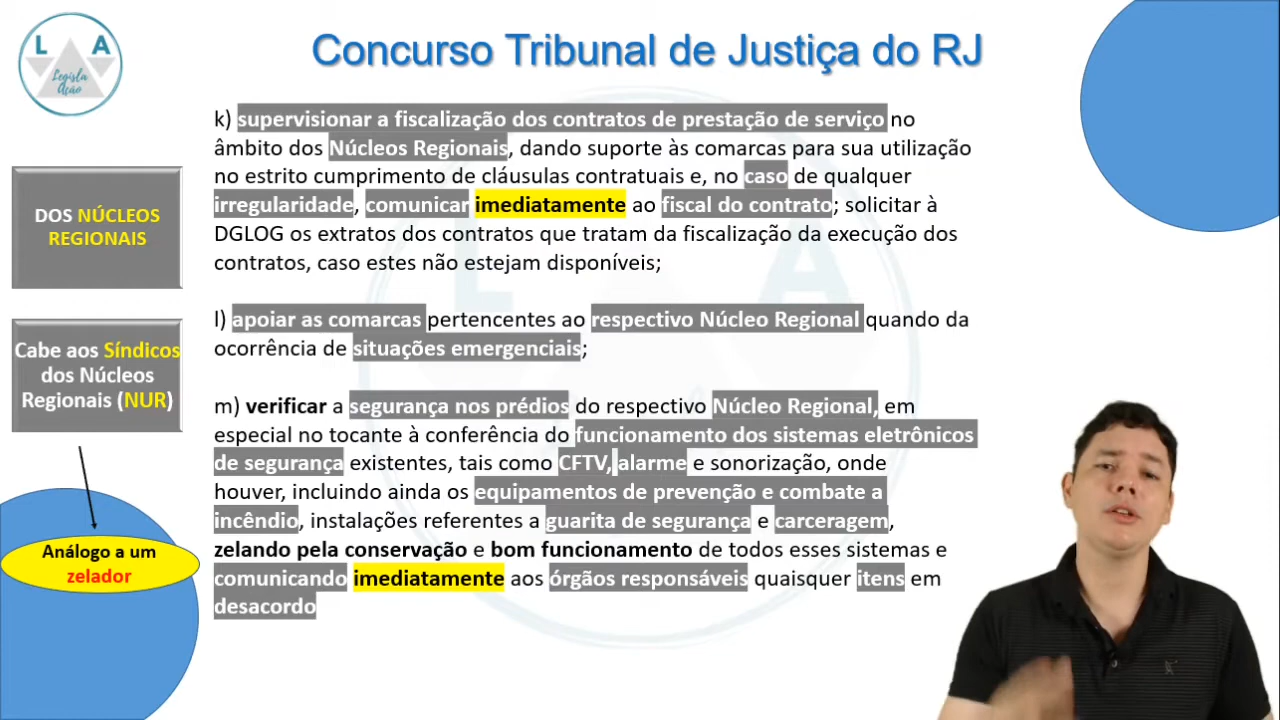 L A
Legisla
Ação
Concurso Tribunal de Justiça do RJ
DOS NÚCLEOS
REGIONAIS
Cabe aos Síndicos
dos Núcleos
Regionais (NUR)
Análogo a um
zelador
k) supervisionar a fiscalização dos contratos de prestação de serviço no
âmbito dos Núcleos Regionais, dando suporte às comarcas para sua utilização
no estrito cumprimento de cláusulas contratuais e, no caso de qualquer
irregularidade, comunicar imediatamente ao fiscal do contrato; solicitar à
DGLOG os extratos dos contratos que tratam da fiscalização da execução dos
contratos, caso estes não estejam disponíveis;
l) apoiar as comarcas pertencentes ao respectivo Núcleo Regional quando da
ocorrência de situações emergenciais;
m) verificar a segurança nos prédios do respectivo Núcleo Regional, em
especial no tocante à conferência do funcionamento dos sistemas eletrônicos
de segurança existentes, tais como CFTV, alarme e sonorização, onde
houver, incluindo ainda os equipamentos de prevenção e combate a
incêndio, instalações referentes a guarita de segurança e carceragem,
zelando pela conservação e bom funcionamento de todos esses sistemas e
comunicando imediatamente aos órgãos responsáveis quaisquer itens em
desacordo
L A